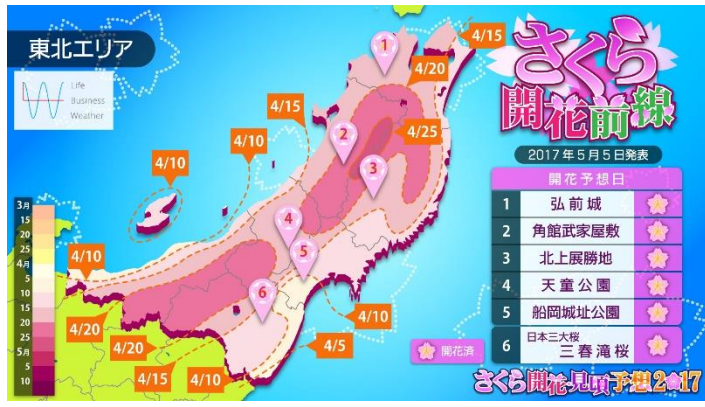 東北エリア
Life
Business
Weather
さくら
開花前線
2017年5月5日発表
開花予想日
1 弘前城
2 角館武家屋敷
3 北上展勝地
4 天童公園
5 船岡城址公園
6 日本三大桜
三春滝桜
開花済
さくら開花・見頃予想2017
4/15
4/20
4/25
4/15
4/10
4/10
4/10
4/20
4/20
4/15
4/10
4/5
4/10
1
2
3
4
5
6
3月
15
20
25
4月
5
10
15
20
25
5月
5
10